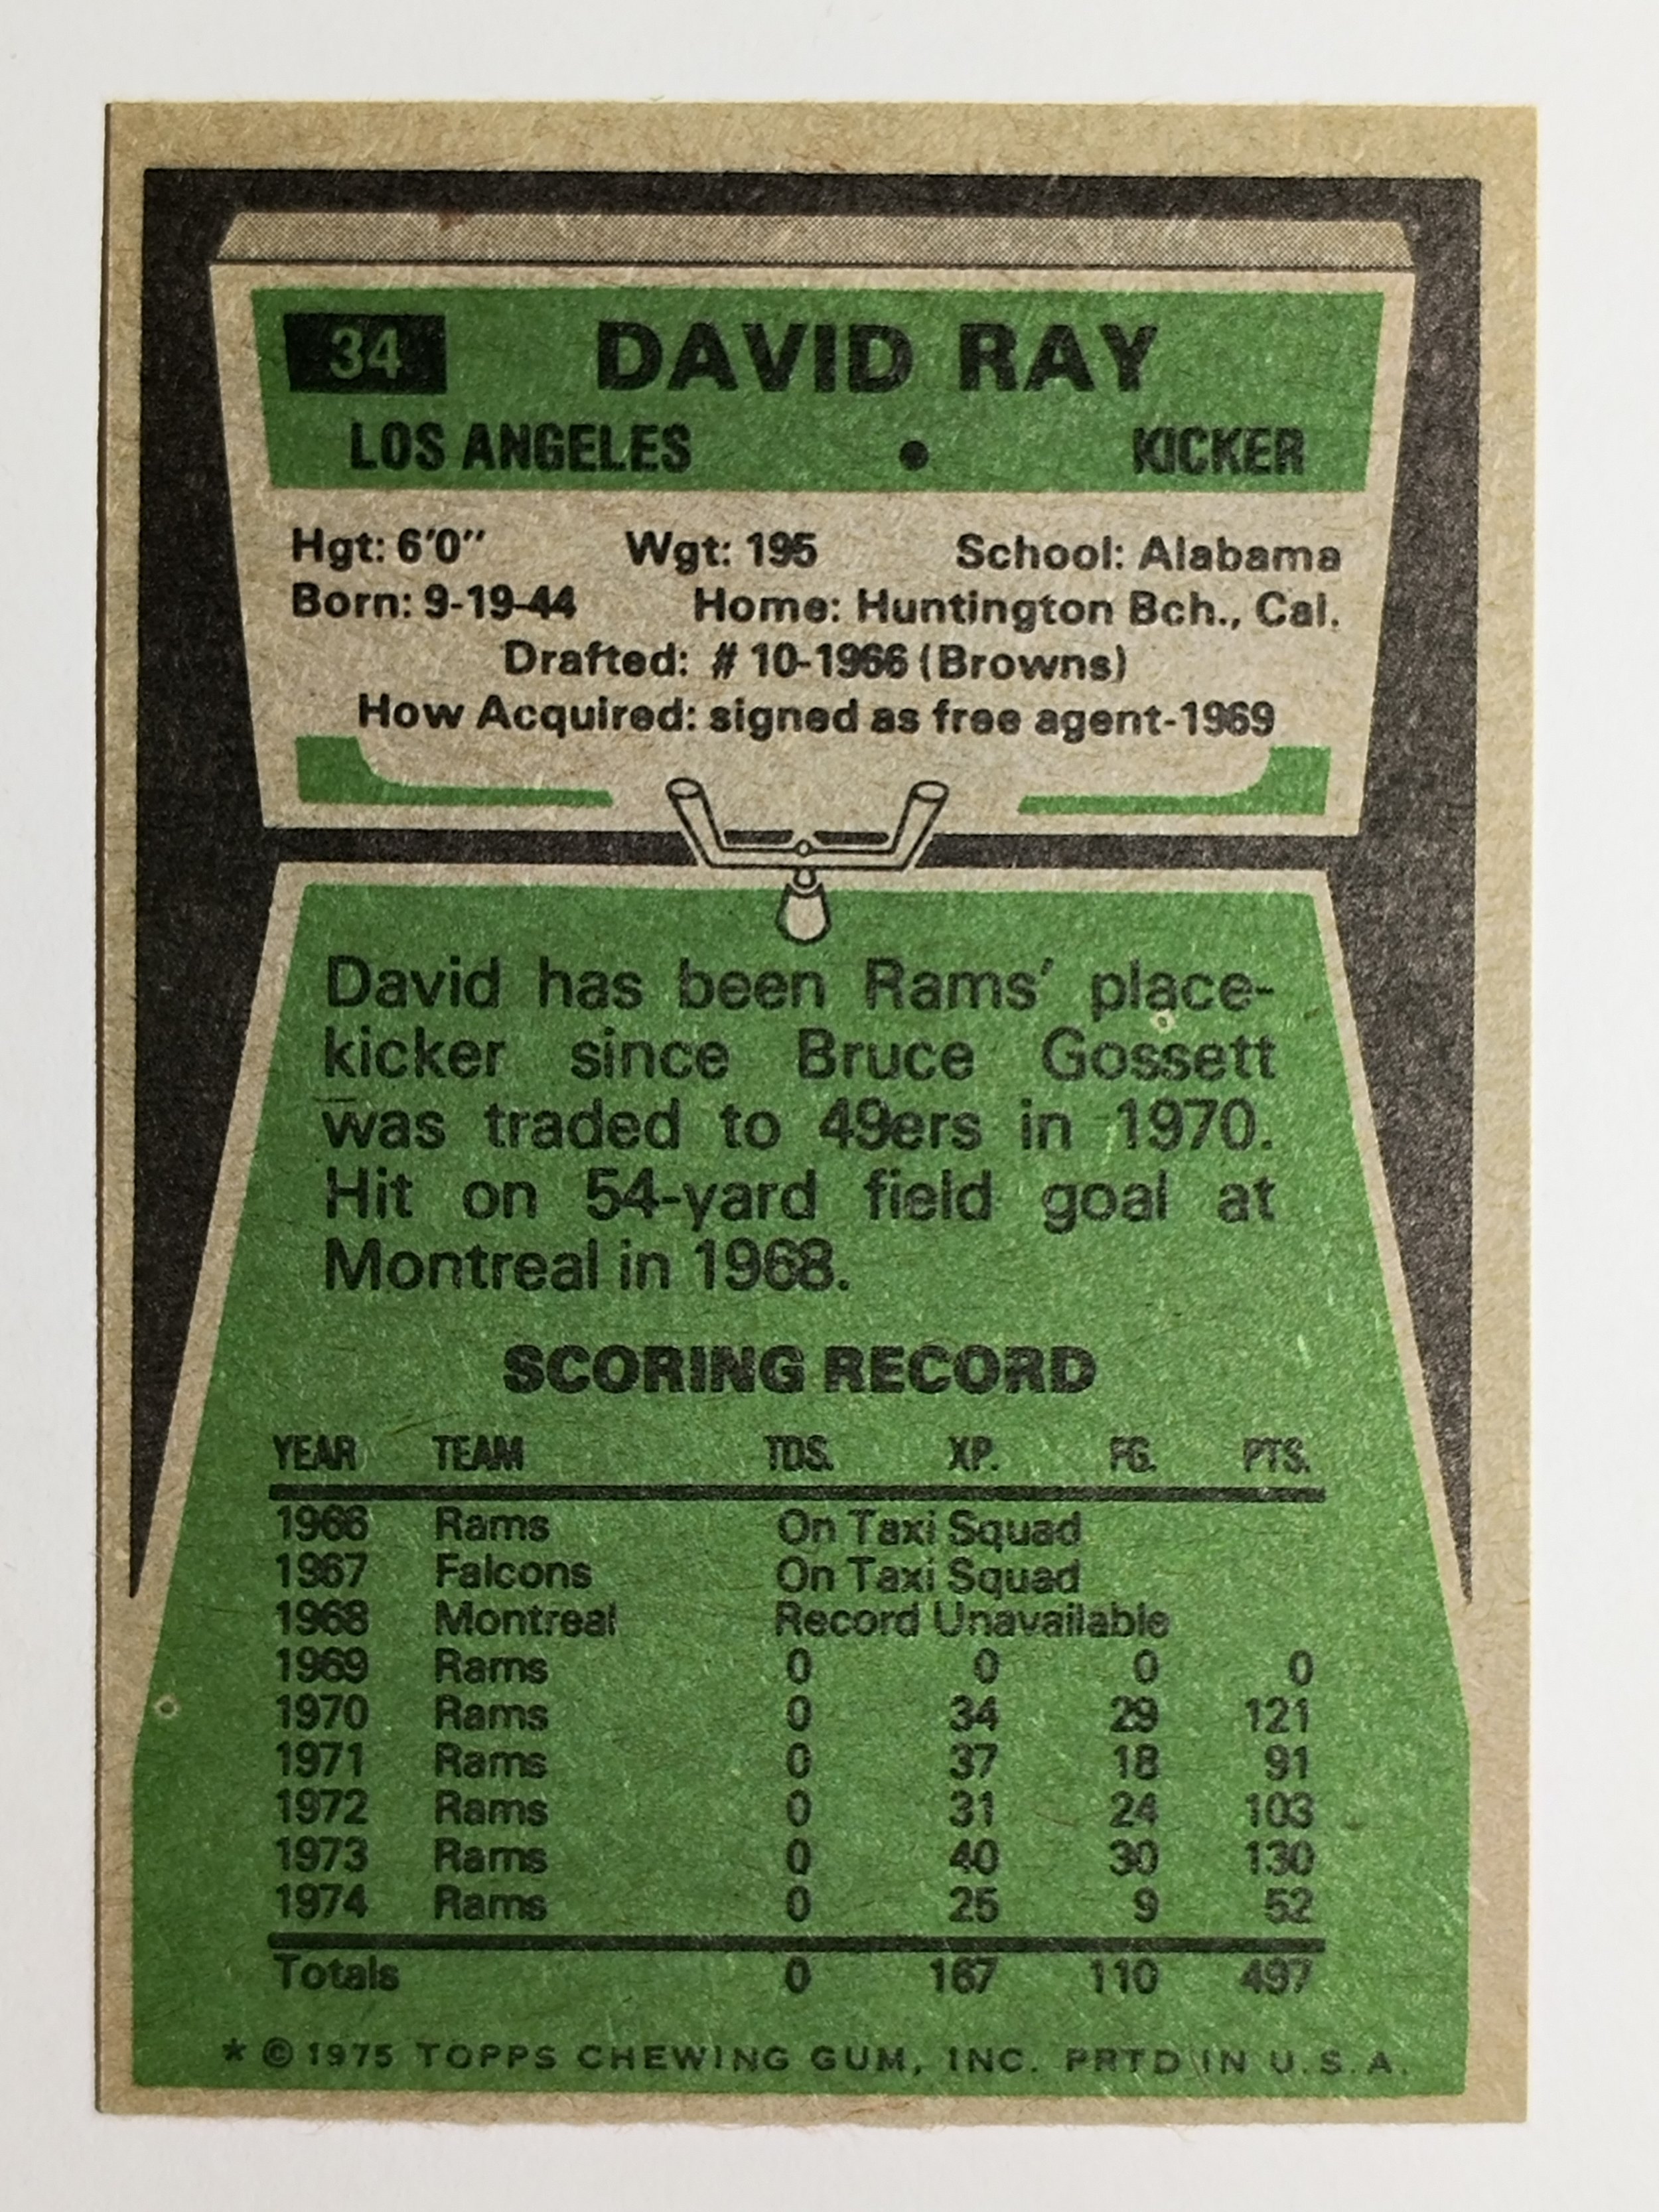 34 DAVID RAY
LOS ANGELES • KICKER
Hgt: 6'0" Wgt: 195 School: Alabama
Born: 9-19-44 Home: Huntington Bch., Cal.
Drafted: # 10-1966 (Browns)
How Acquired: signed as free agent-1969
David has been Rams' place-
kicker since Bruce Gossett
was traded to 49ers in 1970.
Hit on 54-yard field goal at
Montreal in 1968.
SCORING RECORD
YEAR TEAM TDS. XP. FG. PTS.
1966 Rams On Taxi Squad
1967 Falcons On Taxi Squad
1968 Montreal Record Unavailable
1969 Rams 0 0 0 0
1970 Rams 0 34 29 121
1971 Rams 0 37 18 91
1972 Rams 0 31 24 103
1973 Rams 0 40 30 130
1974 Rams 0 25 9 52
Totals 0 167 110 497
* © 1975 TOPPS CHEWING GUM, INC. PRTD IN U.S.A.